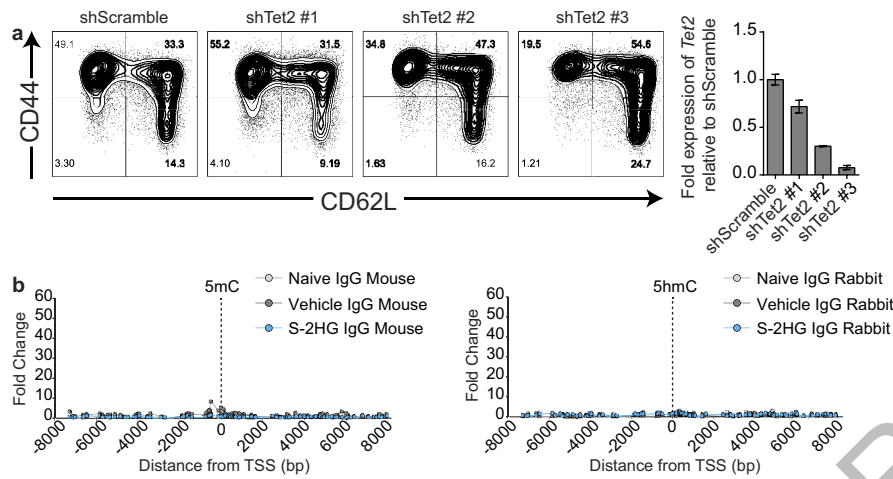 a
shScramble
shTet2 #1
shTet2 #2
shTet2 #3
CD44
49.1 33.3
3.30 14.3
55.2 31.5
4.10 9.19
34.8 47.3
1.63 16.2
19.5 54.6
1.21 24.7
CD62L
Fold expression of Tet2
relative to shScramble
1.5
1.0
0.5
0.0
shScramble
shTet2 #1
shTet2 #2
shTet2 #3
b
5mC
Naive IgG Mouse
Vehicle IgG Mouse
S-2HG IgG Mouse
Fold Change
60
50
40
30
20
10
0
-8000 -6000 -4000 -2000 0 2000 4000 6000 8000
Distance from TSS (bp)
5hmC
Naive IgG Rabbit
Vehicle IgG Rabbit
S-2HG IgG Rabbit
Fold Change
60
50
40
30
20
10
0
-8000 -6000 -4000 -2000 0 2000 4000 6000 8000
Distance from TSS (bp)